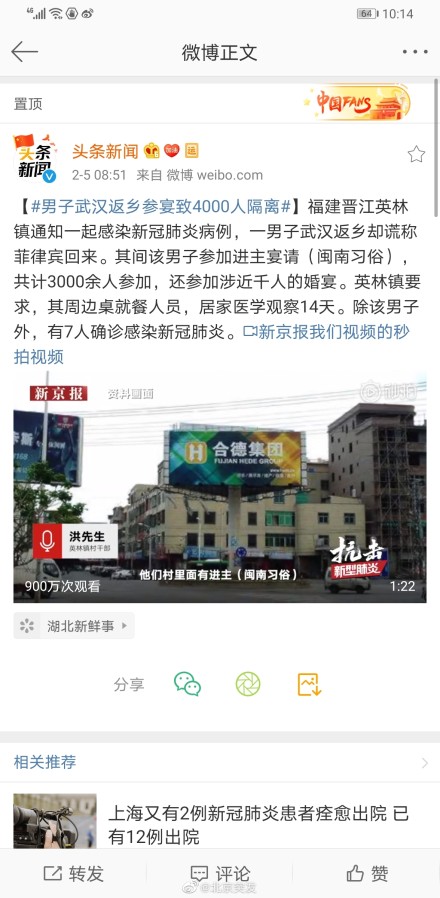 4G
64 10:14
微博正文
置顶
中国FANS
头条
新闻
头条新闻
2-5 08:51 来自 微博 weibo.com
【#男子武汉返乡参宴致4000人隔离#】福建晋江英林
镇通知一起感染新冠肺炎病例，一男子武汉返乡却谎称
菲律宾回来。其间该男子参加进主宴请（闽南习俗），
共计3000余人参加，还参加涉近千人的婚宴。英林镇要
求，其周边桌就餐人员，居家医学观察14天。除该男子
外，有7人确诊感染新冠肺炎。新京报我们视频的秒
拍视频
新京报 资料画面
秒拍
合德集团
FUJIAN HEDE GROUP
洪先生
英林镇村干部
抗击
新型肺炎
他们村里面有进主（闽南习俗）
900万次观看 1:22
湖北新鲜事
分享
相关推荐
上海又有2例新冠肺炎患者痊愈出院 已
有12例出院
转发 评论 赞